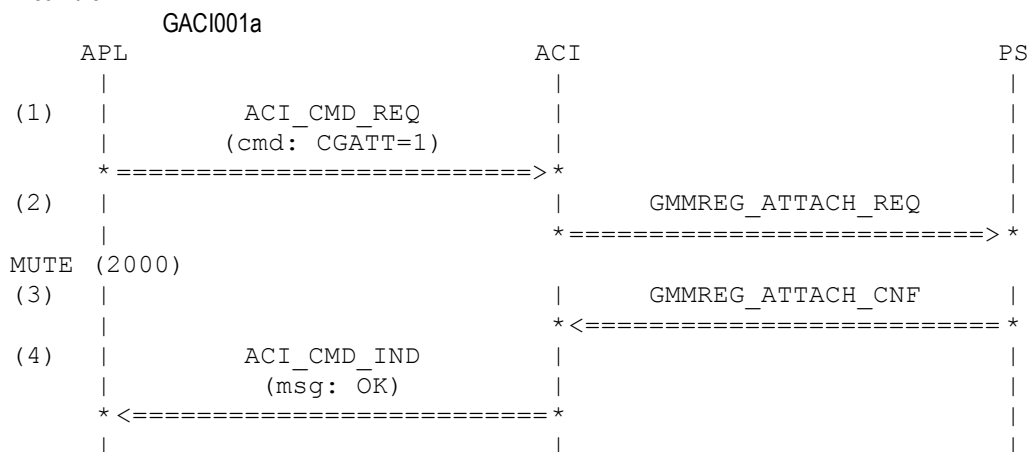 GACI001a
APL ACI PS
| | |
(1) | ACI_CMD_REQ | |
| (cmd: CGATT=1) | |
*==========================>* |
(2) | | GMMREG_ATTACH_REQ |
| *==========================>*
MUTE (2000)
(3) | | GMMREG_ATTACH_CNF |
| *<==========================*
(4) | ACI_CMD_IND | |
| (msg: OK) | |
*<==========================* |
| | |